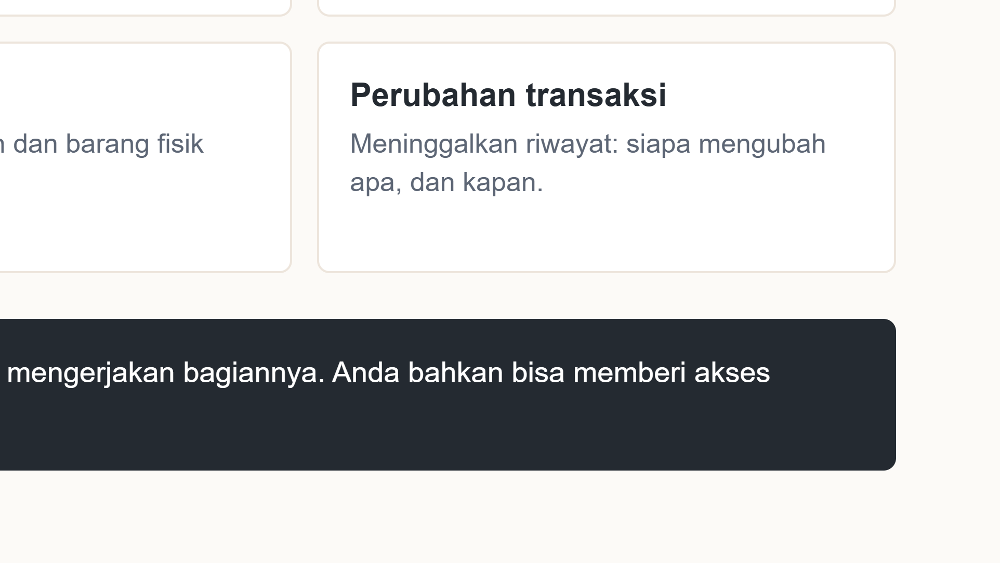 dan barang fisik
Perubahan transaksi
Meninggalkan riwayat: siapa mengubah
apa, dan kapan.
mengerjakan bagiannya. Anda bahkan bisa memberi akses